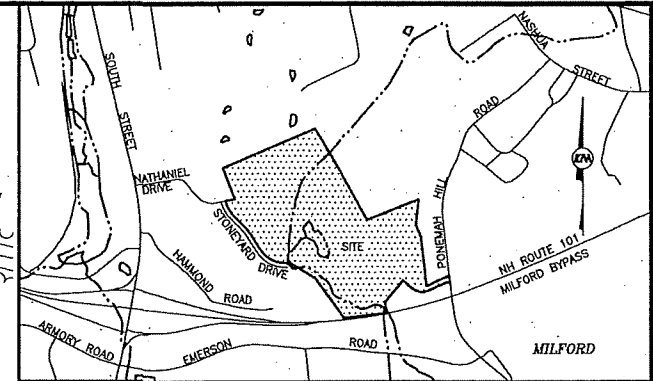 NASHUA
STREET
SOUTH
STREET
ROAD
NATHANIEL
DRIVE
HILL
PONEMAH
STONEYARD
DRIVE
SITE
HAMMOND
ROAD
NH ROUTE 101
MILFORD BYPASS
ARMORY ROAD
EMERSON
ROAD
MILFORD